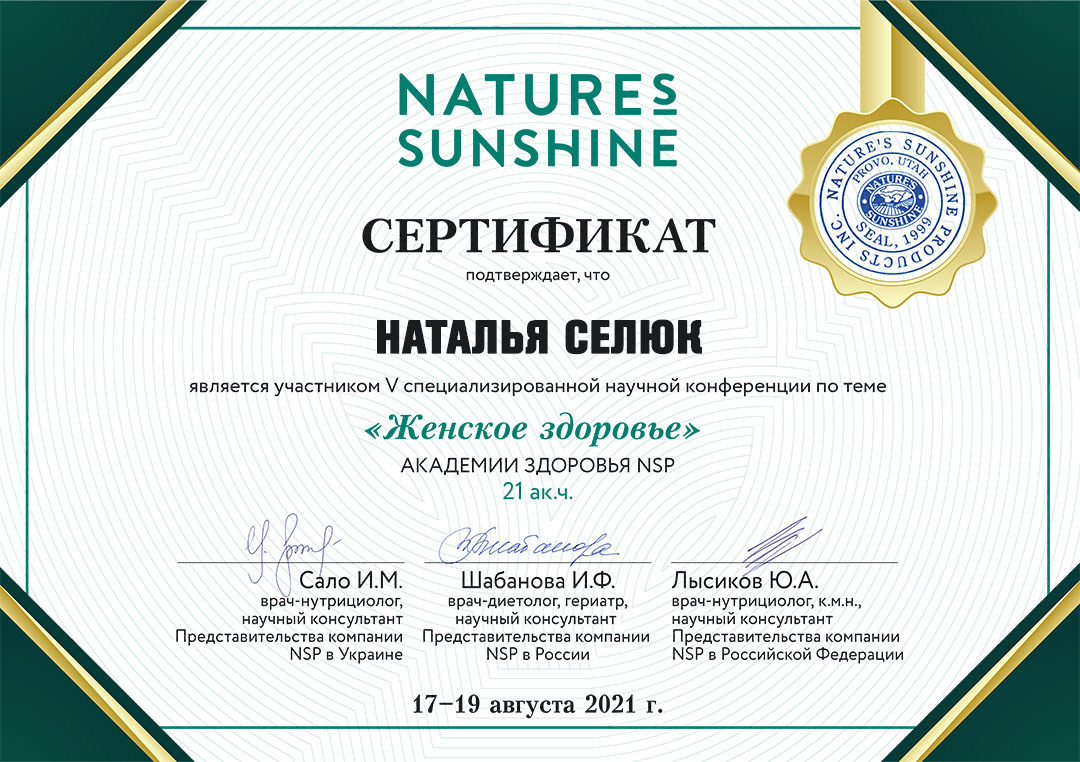 NATURES
SUNSHINE
NATURE'S SUNSHINE PRODUCTS INC.
PROVO, UTAH
NATURE'S
SUNSHINE
SEAL, 1999
СЕРТИФИКАТ
подтверждает, что
НАТАЛЬЯ СЕЛЮК
является участником V специализированной научной конференции по теме
«Женское здоровье»
АКАДЕМИИ ЗДОРОВЬЯ NSP
21 ак.ч.
Сало И.М.
врач-нутрициолог,
научный консультант
Представительства компании
NSP в Украине
Шабанова И.Ф.
врач-диетолог, гериатр,
научный консультант
Представительства компании
NSP в России
Лысиков Ю.А.
врач-нутрициолог, к.м.н.,
научный консультант
Представительства компании
NSP в Российской Федерации
17–19 августа 2021 г.